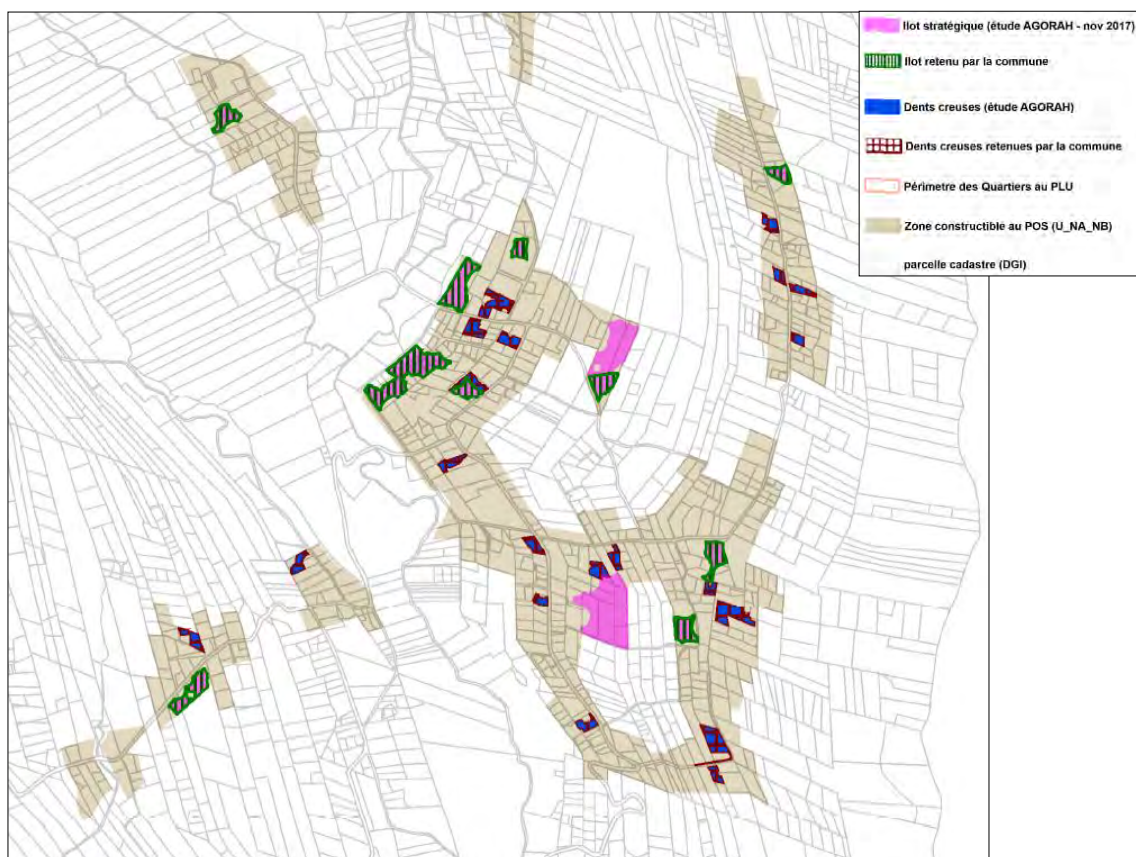 Ilot stratégique (étude AGORAH - nov 2017)
Ilot retenu par la commune
Dents creuses (étude AGORAH)
Dents creuses retenues par la commune
Périmetre des Quartiers au PLU
Zone constructible au POS (U_NA_NB)
parcelle cadastre (DGI)